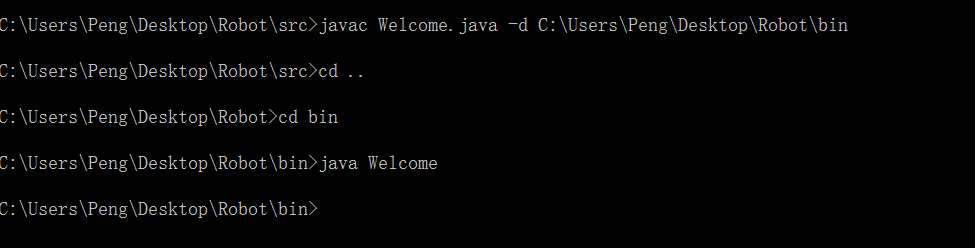 C:\Users\Peng\Desktop\Robot\src>javac Welcome.java -d C:\Users\Peng\Desktop\Robot\bin
C:\Users\Peng\Desktop\Robot\src>cd ..
C:\Users\Peng\Desktop\Robot>cd bin
C:\Users\Peng\Desktop\Robot\bin>java Welcome
C:\Users\Peng\Desktop\Robot\bin>